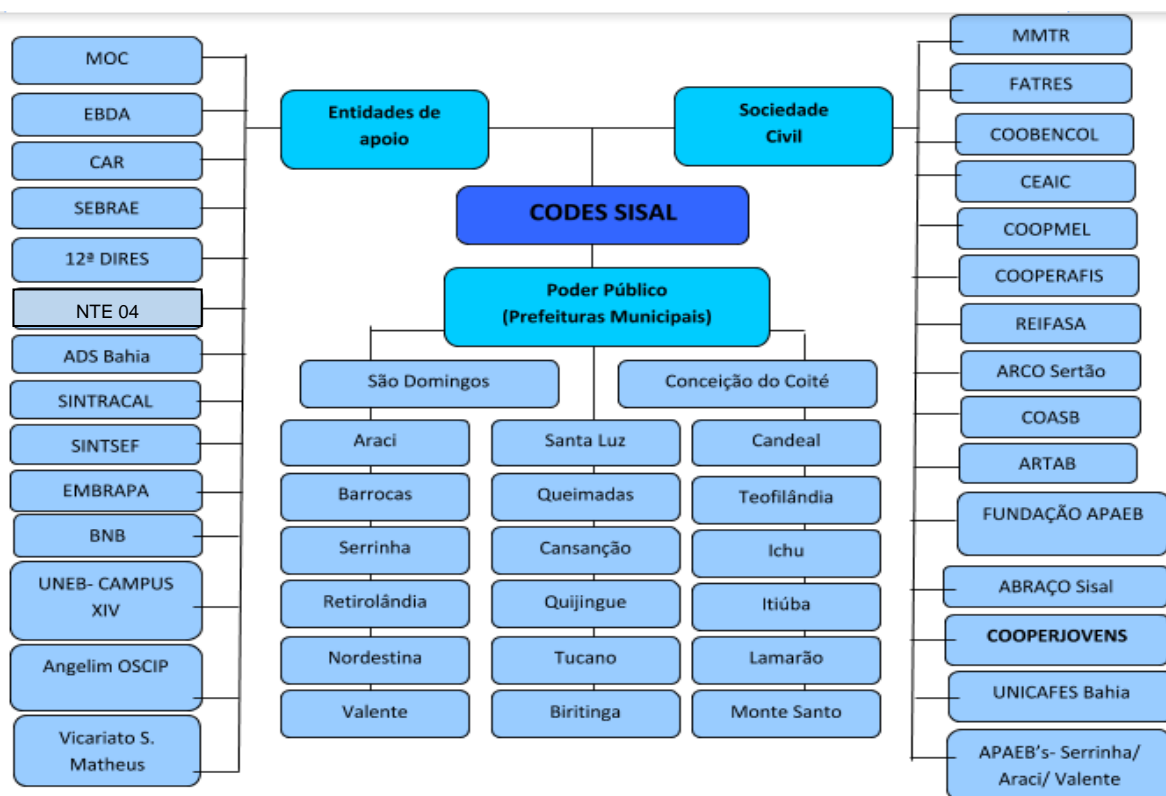 MOC
EBDA
CAR
SEBRAE
12ª DIRES
NTE 04
ADS Bahia
SINTRACAL
SINTSEF
EMBRAPA
BNB
UNEB- CAMPUS
XIV
Angelim OSCIP
Vicariato S.
Matheus
Entidades de
apoio
Sociedade
Civil
CODES SISAL
Poder Público
(Prefeituras Municipais)
São Domingos
Conceição do Coité
Araci
Santa Luz
Candeal
Barrocas
Queimadas
Teofilândia
Serrinha
Cansanção
Ichu
Retirolândia
Quijingue
Itiúba
Nordestina
Tucano
Lamarão
Valente
Biritinga
Monte Santo
MMTR
FATRES
COOBENCOL
CEAIC
COOPMEL
COOPERAFIS
REIFASA
ARCO Sertão
COASB
ARTAB
FUNDAÇÃO APAEB
ABRAÇO Sisal
COOPERJOVENS
UNICAFES Bahia
APAEB's- Serrinha/
Araci/ Valente